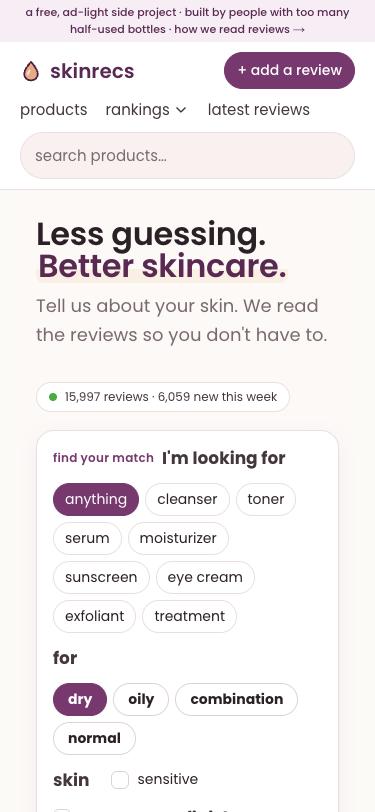 a free, ad-light side project · built by people with too many
half-used bottles · how we read reviews →
skinrecs
+ add a review
products rankings latest reviews
search products...
Less guessing.
Better skincare.
Tell us about your skin. We read
the reviews so you don't have to.
15,997 reviews · 6,059 new this week
find your match I'm looking for
anything cleanser toner
serum moisturizer
sunscreen eye cream
exfoliant treatment
for
dry oily combination
normal
skin sensitive